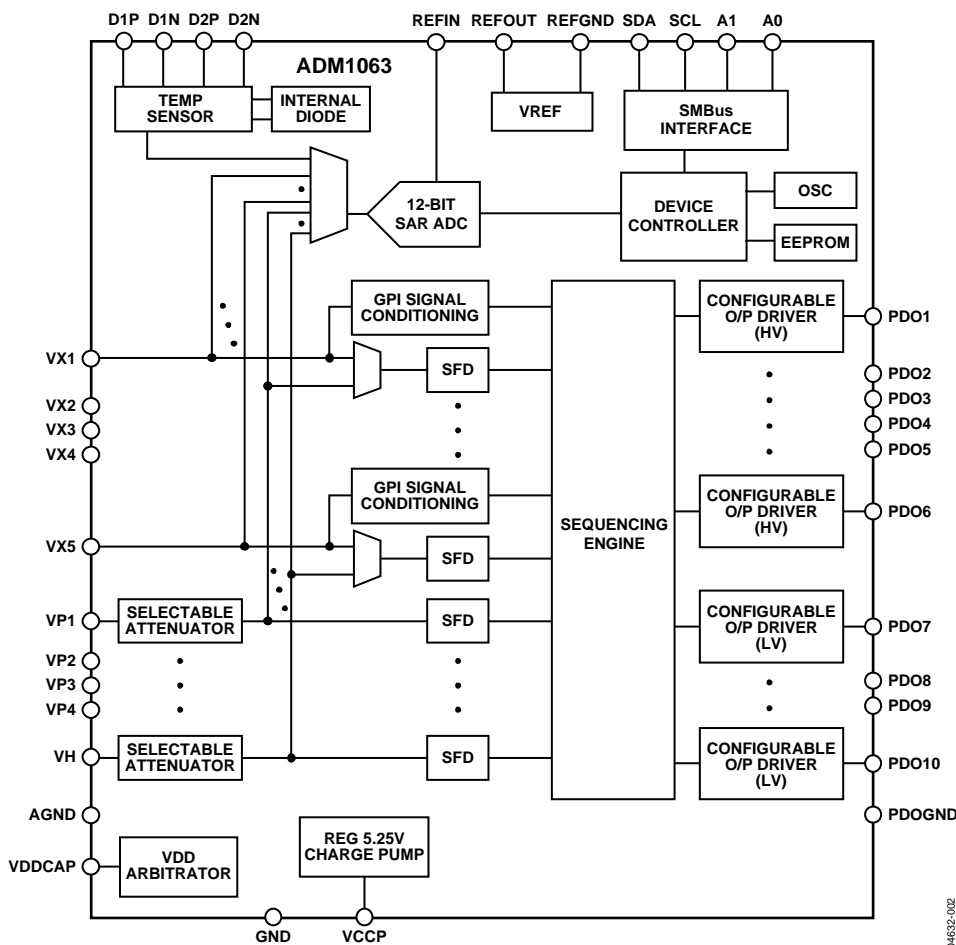 D1P D1N D2P D2N REFIN REFOUT REFGND SDA SCL A1 A0
ADM1063
TEMP
SENSOR
INTERNAL
DIODE
VREF
SMBus
INTERFACE
12-BIT
SAR ADC
DEVICE
CONTROLLER
OSC
EEPROM
GPI SIGNAL
CONDITIONING
CONFIGURABLE
O/P DRIVER
(HV)
PDO1
VX1
SFD
PDO2
VX2
PDO3
VX3
PDO4
VX4
PDO5
GPI SIGNAL
CONDITIONING
SEQUENCING
ENGINE
CONFIGURABLE
O/P DRIVER
(HV)
PDO6
VX5
SFD
VP1
SELECTABLE
ATTENUATOR
SFD
CONFIGURABLE
O/P DRIVER
(LV)
PDO7
VP2
PDO8
VP3
PDO9
VP4
VH
SELECTABLE
ATTENUATOR
SFD
CONFIGURABLE
O/P DRIVER
(LV)
PDO10
AGND
PDOGND
REG 5.25V
CHARGE PUMP
VDDCAP
VDD
ARBITRATOR
GND
VCCP
04632-002